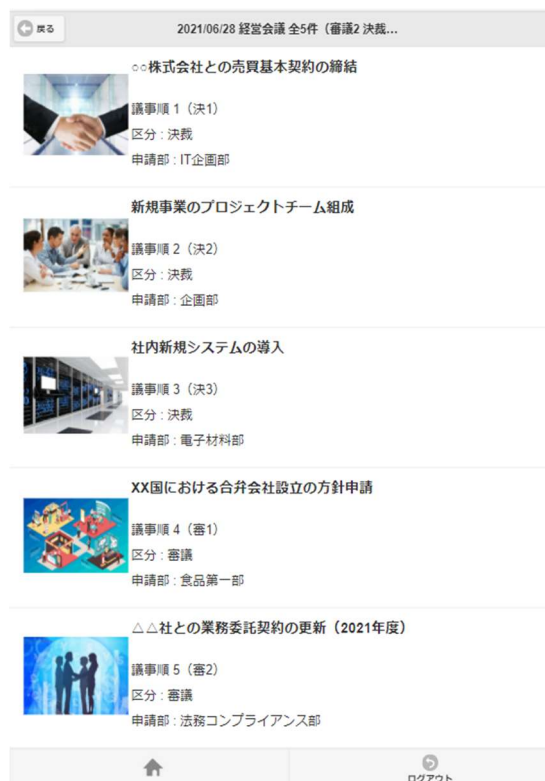 戻る
2021/06/28 経営会議 全5件（審議2 決裁...
○○株式会社との売買基本契約の締結
議事順 1（決1）
区分 : 決裁
申請部 : IT企画部
新規事業のプロジェクトチーム組成
議事順 2（決2）
区分 : 決裁
申請部 : 企画部
社内新規システムの導入
議事順 3（決3）
区分 : 決裁
申請部 : 電子材料部
XX国における合弁会社設立の方針申請
議事順 4（審1）
区分 : 審議
申請部 : 食品第一部
△△社との業務委託契約の更新（2021年度）
議事順 5（審2）
区分 : 審議
申請部 : 法務コンプライアンス部
ログアウト